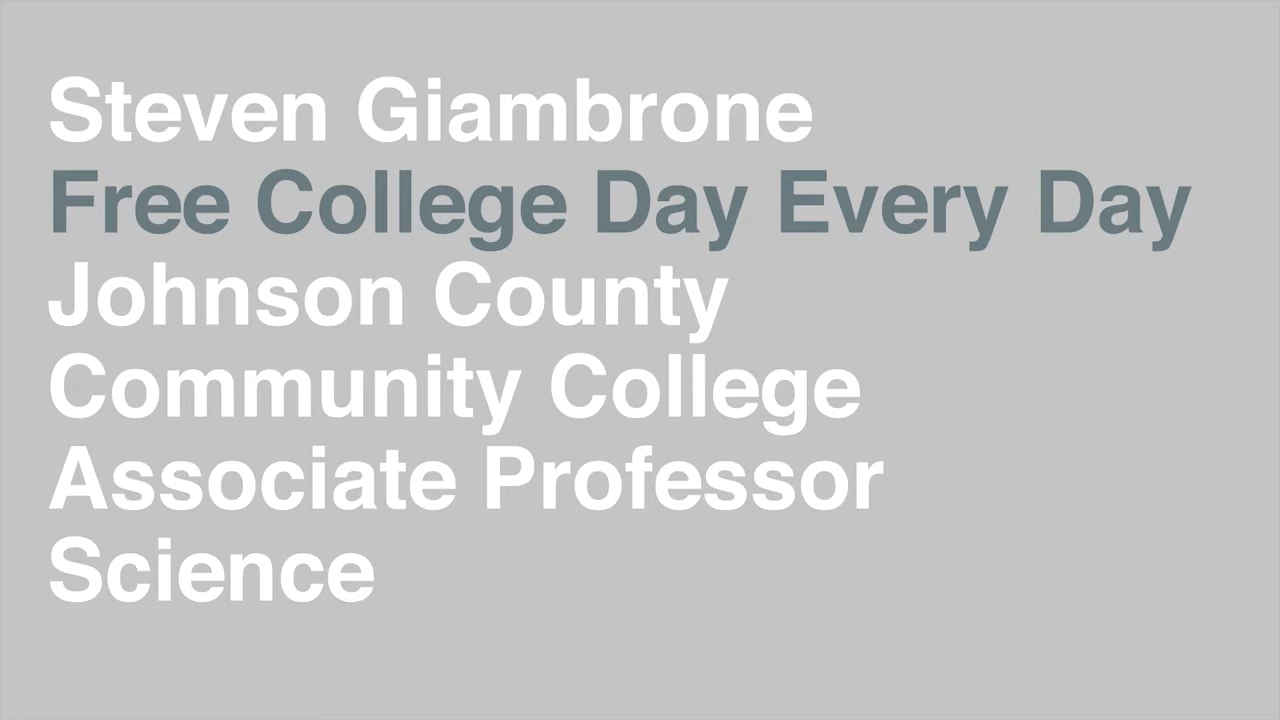 Steven Giambrone
Free College Day Every Day
Johnson County
Community College
Associate Professor
Science